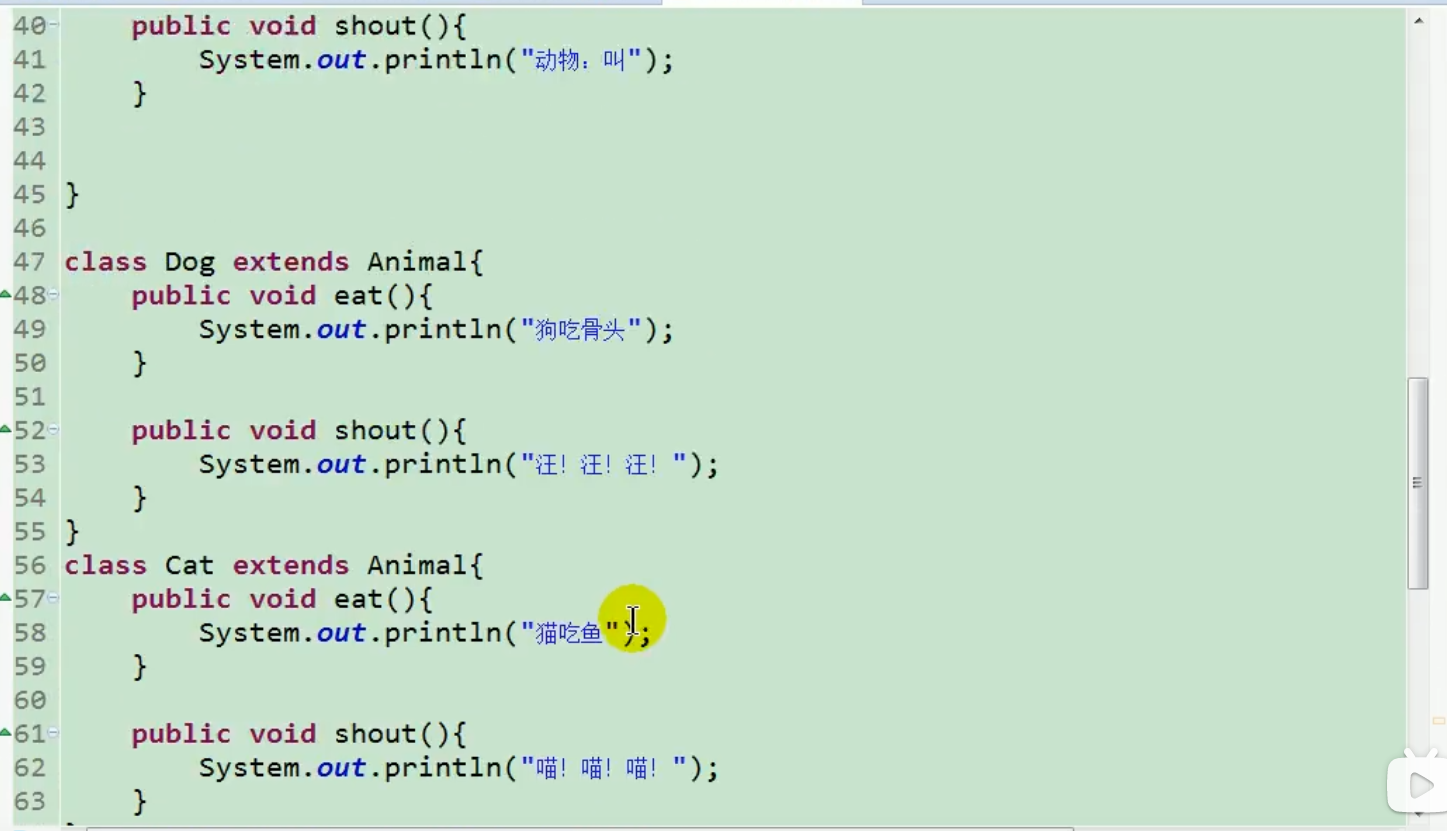 40 public void shout(){
41 System.out.println("动物：叫");
42 }
43
44
45 }
46
47 class Dog extends Animal{
48 public void eat(){
49 System.out.println("狗吃骨头");
50 }
51
52 public void shout(){
53 System.out.println("汪！汪！汪！");
54 }
55 }
56 class Cat extends Animal{
57 public void eat(){
58 System.out.println("猫吃鱼");
59 }
60
61 public void shout(){
62 System.out.println("喵！喵！喵！");
63 }